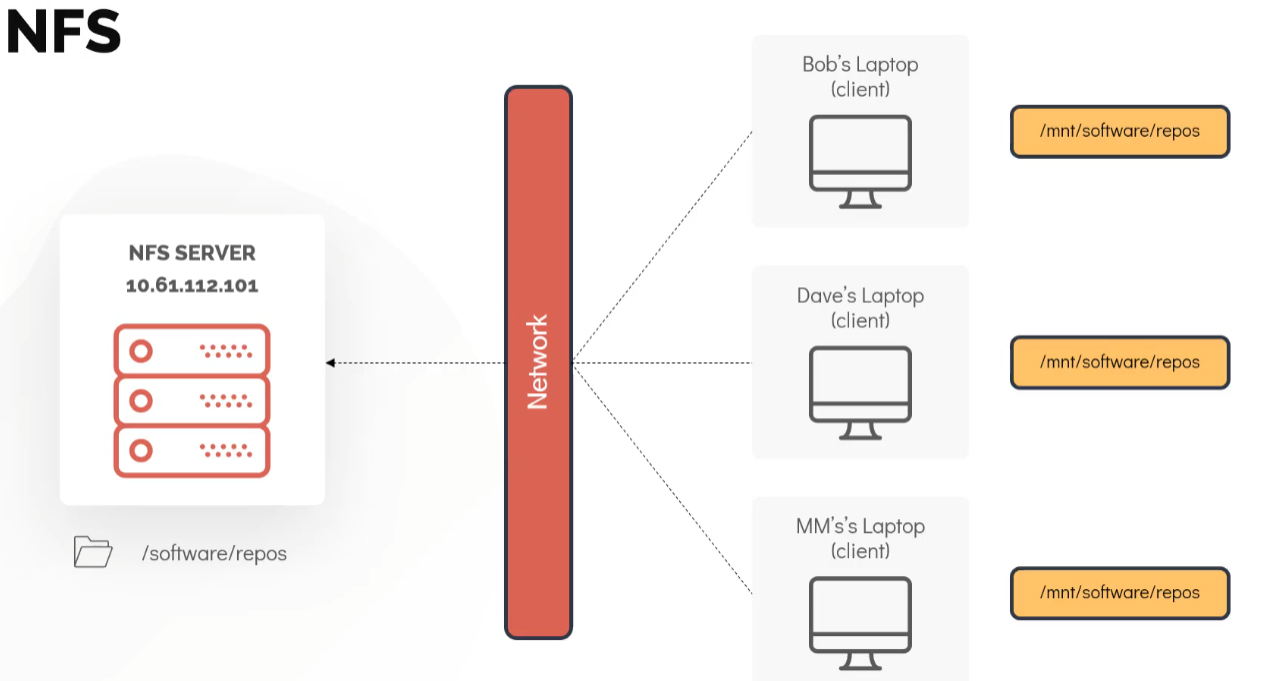 NFS
NFS SERVER
10.61.112.101
/software/repos
Network
Bob's Laptop
(client)
/mnt/software/repos
Dave's Laptop
(client)
/mnt/software/repos
MM's's Laptop
(client)
/mnt/software/repos